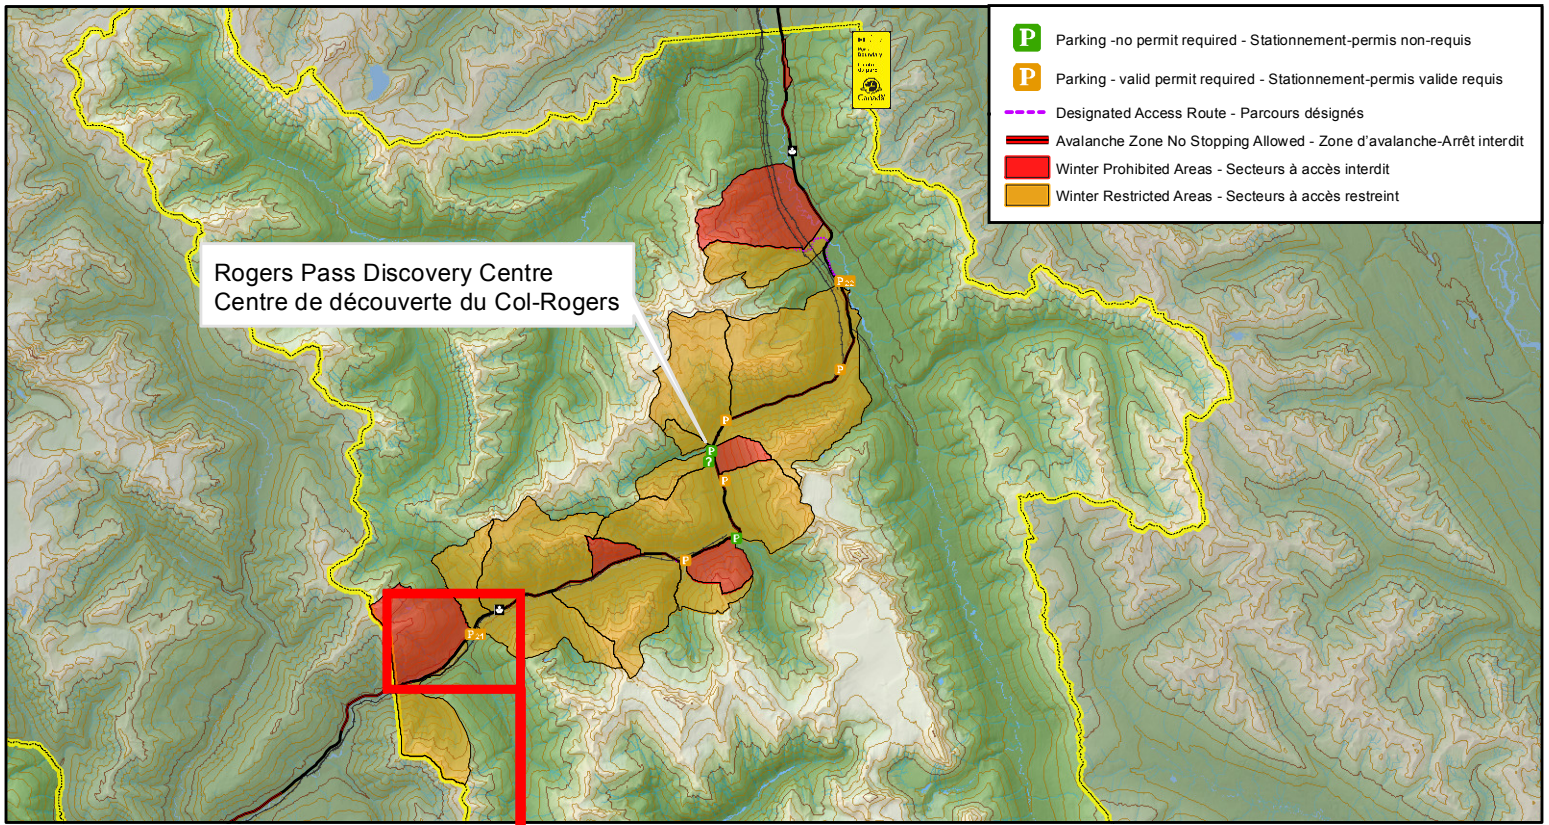 P Parking -no permit required - Stationnement-permis non-requis
P Parking - valid permit required - Stationnement-permis valide requis
Designated Access Route - Parcours désignés
Avalanche Zone No Stopping Allowed - Zone d'avalanche-Arrêt interdit
Winter Prohibited Areas - Secteurs à accès interdit
Winter Restricted Areas - Secteurs à accès restreint
Boundary
Canada
Rogers Pass Discovery Centre
Centre de découverte du Col-Rogers
P
P
P
P
?
P
P
P
P